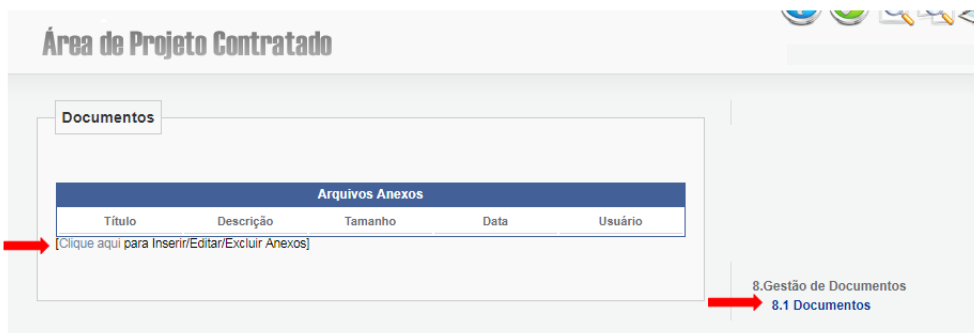 Área de Projeto Contratado
Documentos
Arquivos Anexos
Título Descrição Tamanho Data Usuário
[Clique aqui para Inserir/Editar/Excluir Anexos]
8.Gestão de Documentos
8.1 Documentos